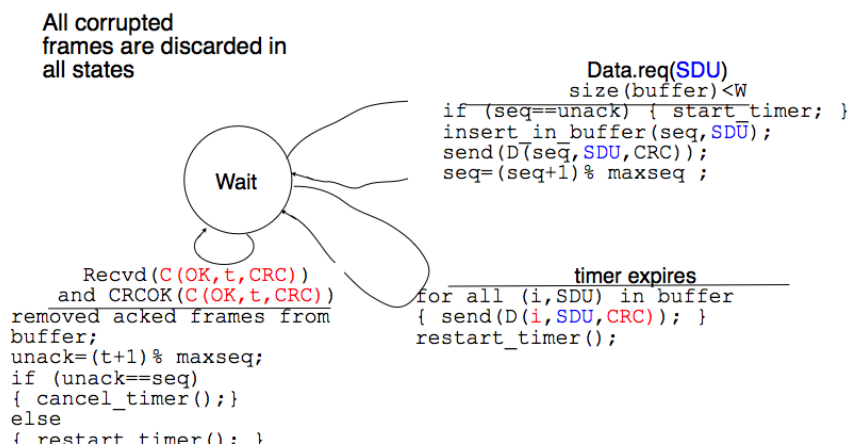 All corrupted
frames are discarded in
all states
Data.req(SDU)
size(buffer)<W
if (seq==unack) { start_timer; }
insert_in_buffer(seq,SDU);
send(D(seq,SDU,CRC));
seq=(seq+1)% maxseq ;
Wait
Recvd(C(OK,t,CRC))
and CRCOK(C(OK,t,CRC))
removed acked frames from
buffer;
unack=(t+1)% maxseq;
if (unack==seq)
{ cancel_timer();}
else
{ restart_timer(); }
timer expires
for all (i,SDU) in buffer
{ send(D(i,SDU,CRC)); }
restart_timer();